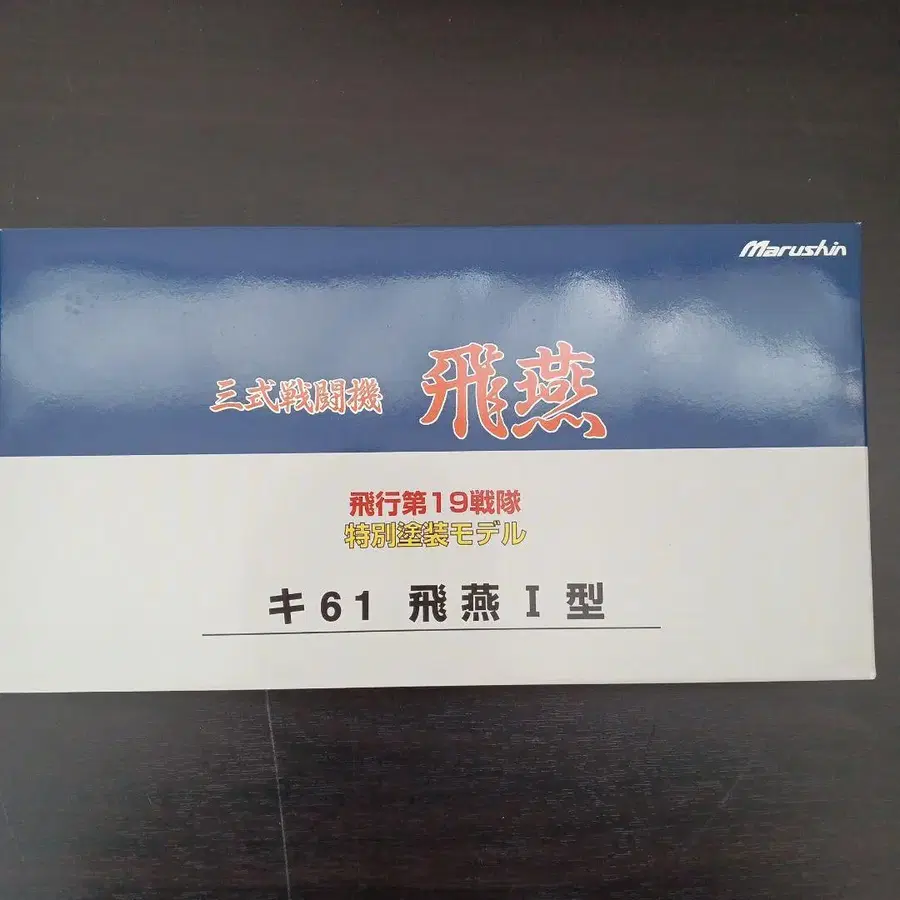 Marushin
三式戦闘機 飛燕
飛行第19戦隊
特別塗装モデル
キ61 飛燕Ⅰ型